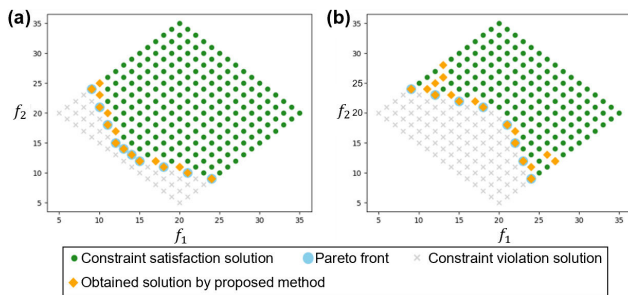 (a)
35
30
25
f2 20
15
10
5
5 10 15 20 25 30 35
f1
(b)
35
30
25
f2 20
15
10
5
5 10 15 20 25 30 35
f1
Constraint satisfaction solution Pareto front Constraint violation solution
Obtained solution by proposed method